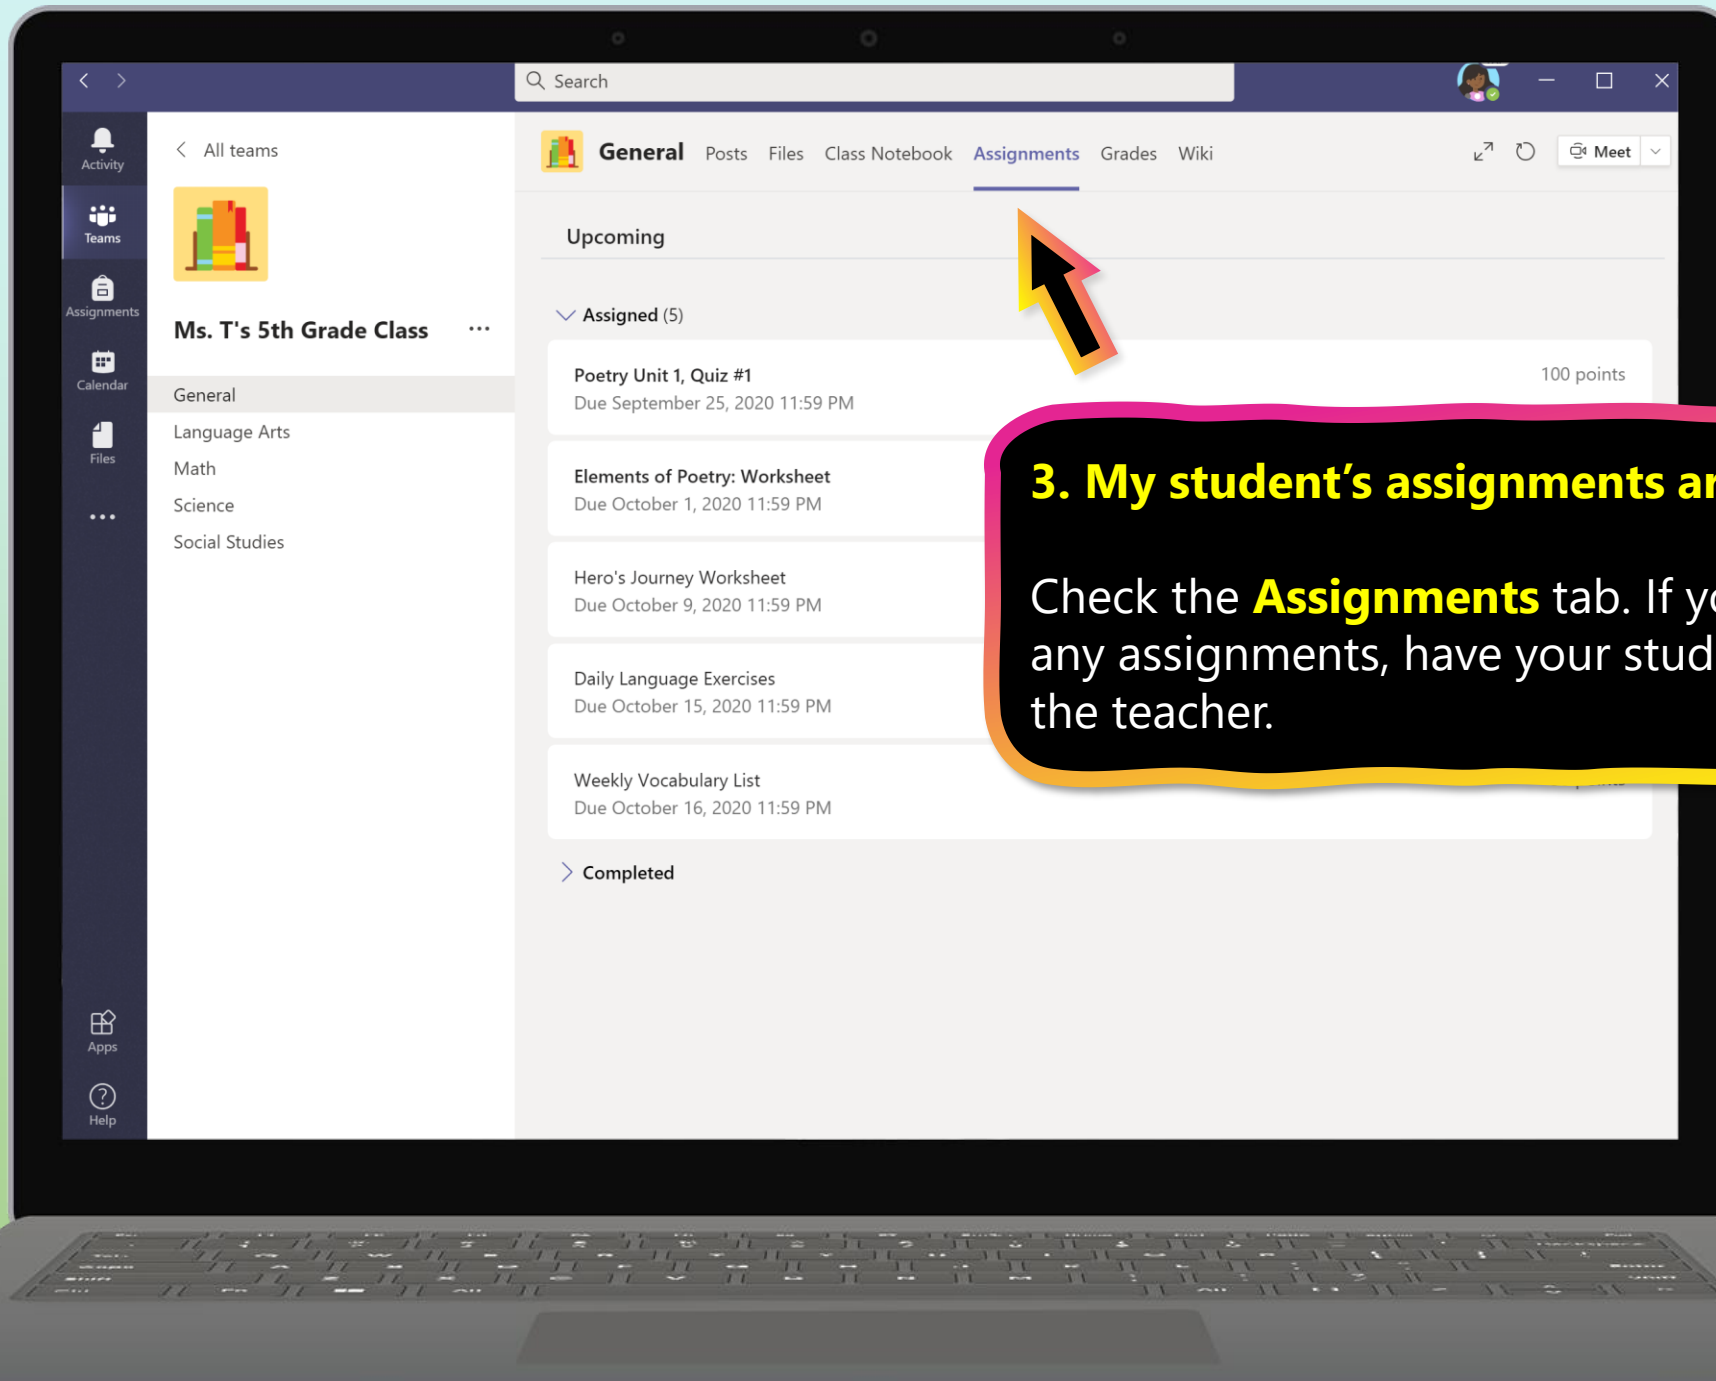 Search
Activity
Teams
Assignments
Calendar
Files
Apps
Help
All teams
Ms. T's 5th Grade Class
General
Language Arts
Math
Science
Social Studies
General Posts Files Class Notebook Assignments Grades Wiki
Meet
Upcoming
Assigned (5)
Poetry Unit 1, Quiz #1
100 points
Due September 25, 2020 11:59 PM
Elements of Poetry: Worksheet
Due October 1, 2020 11:59 PM
Hero's Journey Worksheet
Due October 9, 2020 11:59 PM
Daily Language Exercises
Due October 15, 2020 11:59 PM
Weekly Vocabulary List
Due October 16, 2020 11:59 PM
Completed
3. My student’s assignments
Check the Assignments tab. If
any assignments, have your
the teacher.